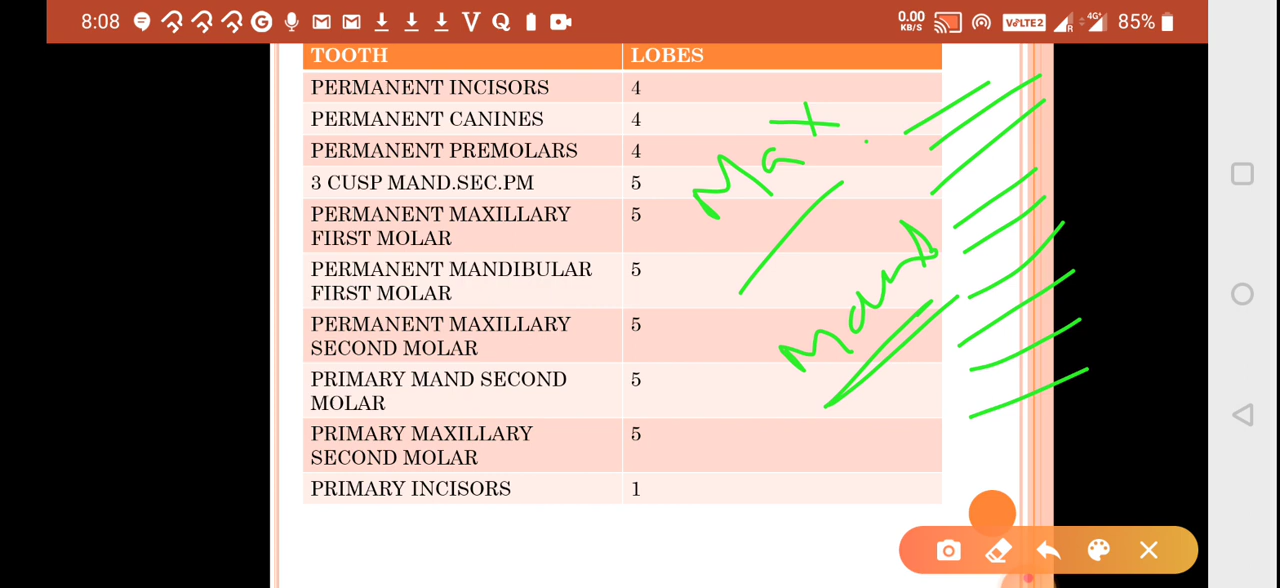 8:08 0.00 KB/S VoLTE2 4G+ 85%
TOOTH LOBES
PERMANENT INCISORS 4
PERMANENT CANINES 4
PERMANENT PREMOLARS 4
3 CUSP MAND.SEC.PM 5
PERMANENT MAXILLARY FIRST MOLAR 5
PERMANENT MANDIBULAR FIRST MOLAR 5
PERMANENT MAXILLARY SECOND MOLAR 5
PRIMARY MAND SECOND MOLAR 5
PRIMARY MAXILLARY SECOND MOLAR 5
PRIMARY INCISORS 1
Max.
Mand